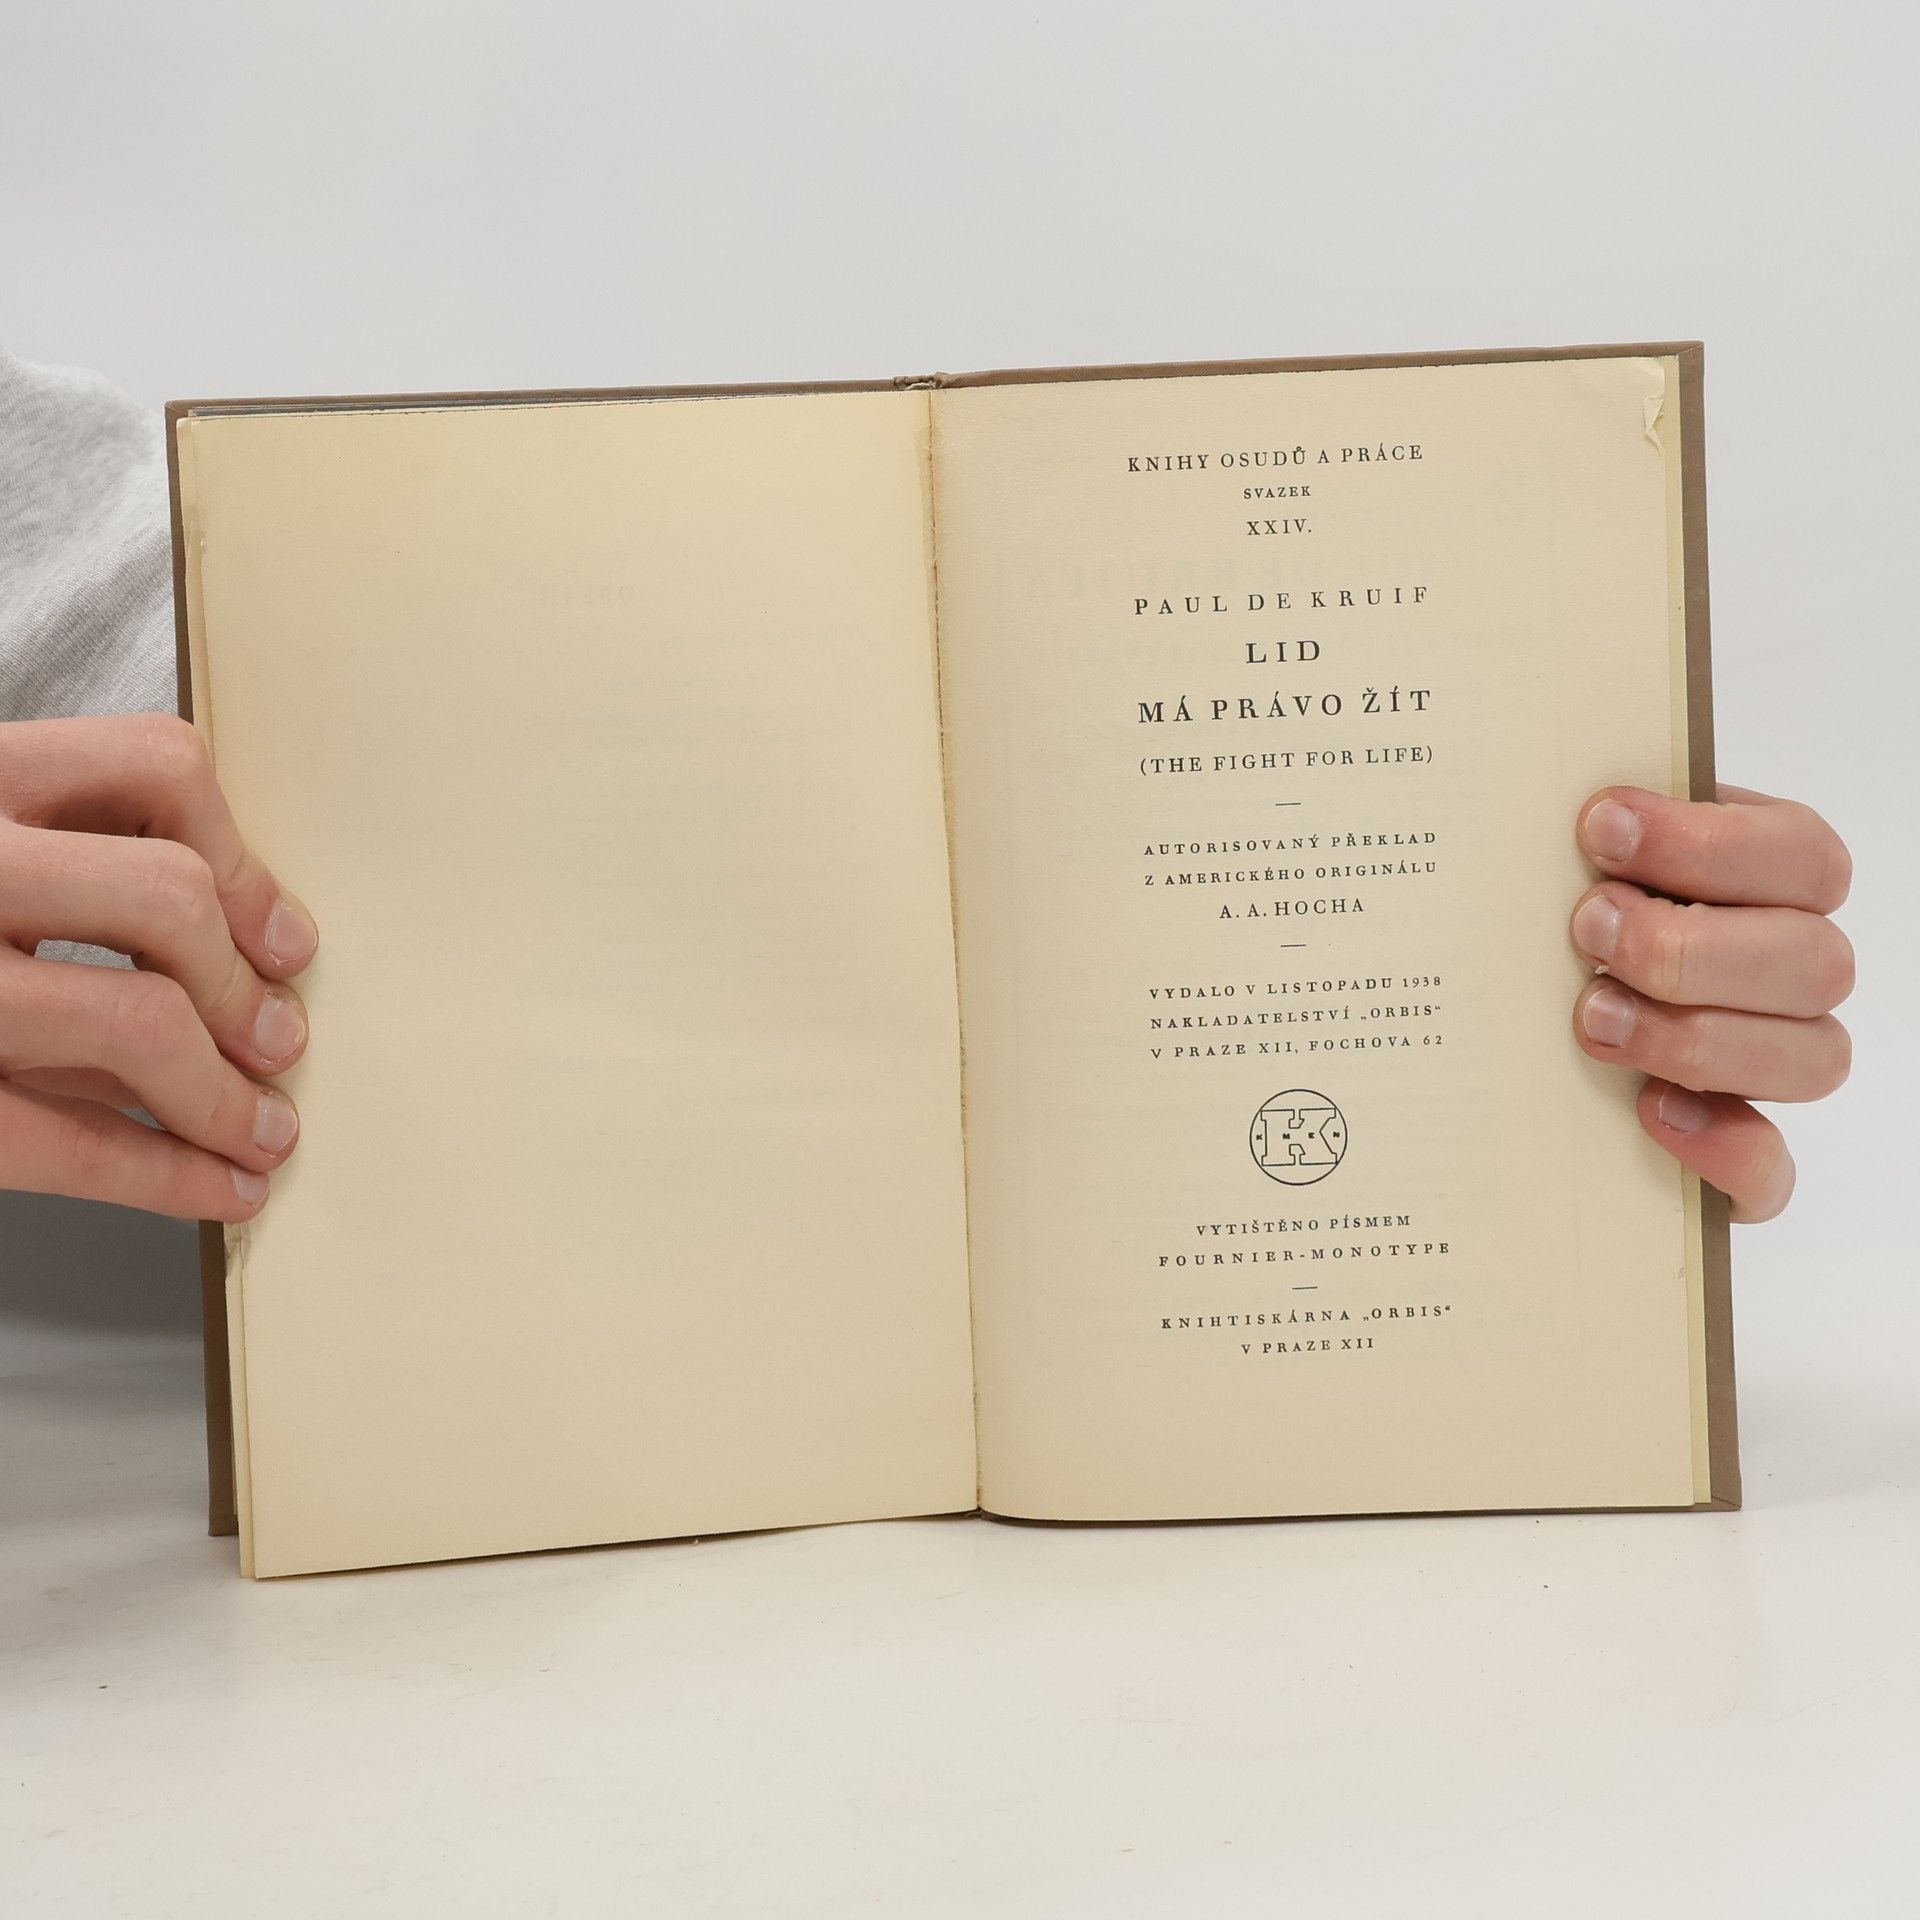 KNIHY OSUDŮ A PRÁCE
SVAZEK
XXIV.
PAUL DE KRUIF
LID
MÁ PRÁVO ŽÍT
(THE FIGHT FOR LIFE)
AUTORISOVANÝ PŘEKLAD
Z AMERICKÉHO ORIGINÁLU
A. A. HOCHA
VYDALO V LISTOPADU 1938
NAKLADATELSTVÍ „ORBIS“
V PRAZE XII, FOCHOVA 62
K MEN
VYTIŠTĚNO PÍSMEM
FOURNIER-MONOTYPE
KNIHTISKÁRNA „ORBIS“
V PRAZE XII